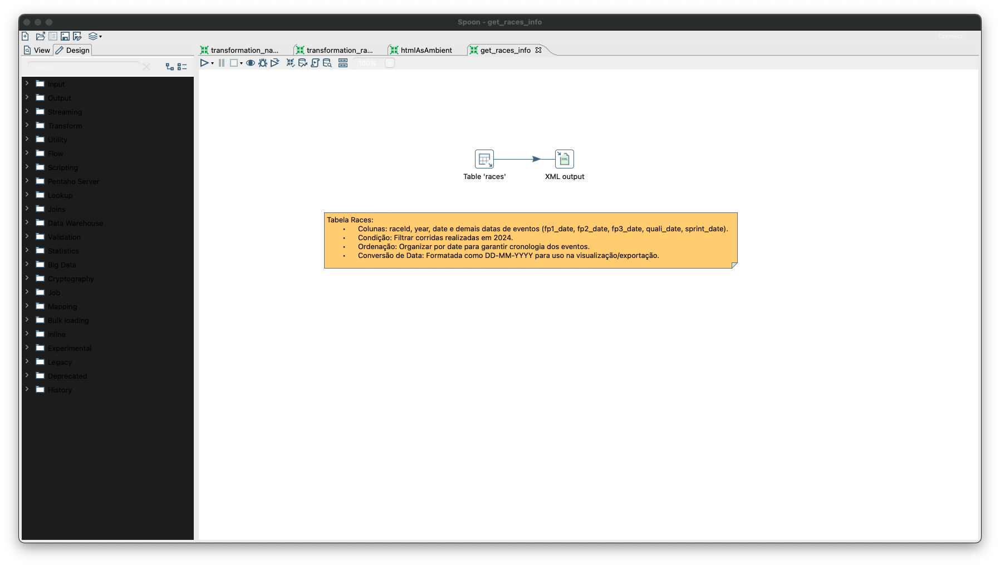 Spoon - get_races_info
Connect
View
Design
transformation_na...
transformation_ra...
htmlAsAmbient
get_races_info
100%
Input
Output
Streaming
Transform
Utility
Flow
Scripting
Pentaho Server
Lookup
Joins
Data Warehouse
Validation
Statistics
Big Data
Cryptography
Job
Mapping
Bulk loading
Inline
Experimental
Legacy
Deprecated
History
Table 'races'
XML output
Tabela Races:
• Colunas: raceId, year, date e demais datas de eventos (fp1_date, fp2_date, fp3_date, quali_date, sprint_date).
• Condição: Filtrar corridas realizadas em 2024.
• Ordenação: Organizar por date para garantir cronologia dos eventos.
• Conversão de Data: Formatada como DD-MM-YYYY para uso na visualização/exportação.